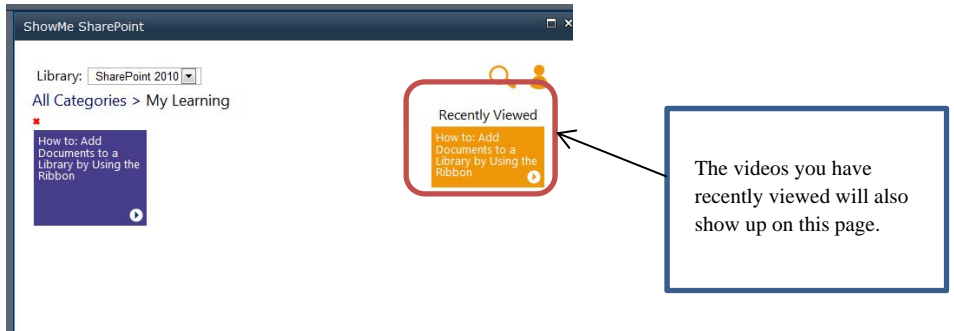 ShowMe SharePoint
Library: SharePoint 2010
All Categories > My Learning
How to: Add
Documents to a
Library by Using the
Ribbon
Recently Viewed
How to: Add
Documents to a
Library by Using the
Ribbon
The videos you have
recently viewed will also
show up on this page.